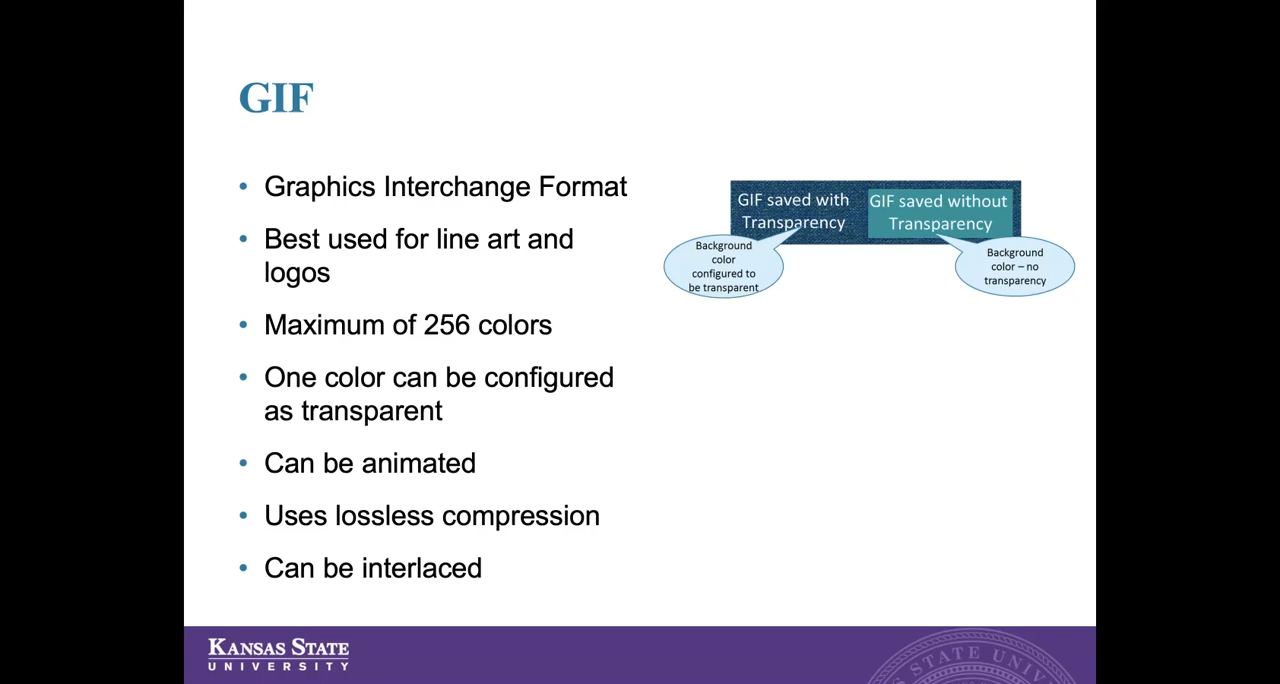 GIF
Graphics Interchange Format
Best used for line art and
logos
Maximum of 256 colors
One color can be configured
as transparent
Can be animated
Uses lossless compression
Can be interlaced
GIF saved with
Transparency
GIF saved without
Transparency
Background
color
configured to
be transparent
Background
color – no
transparency
KANSAS STATE
UNIVERSITY
STATE UNIV